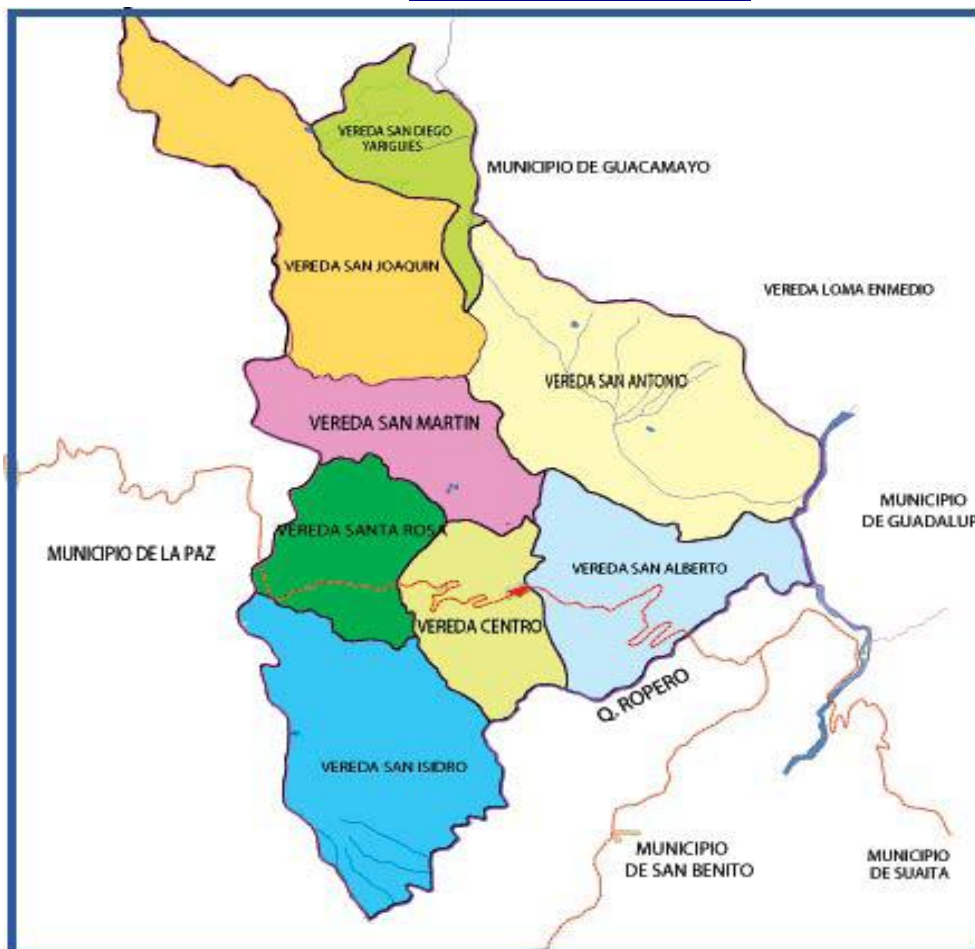 VEREDA SAN DIEGO
YARIGUIES
MUNICIPIO DE GUACAMAYO
VEREDA SAN JOAQUIN
VEREDA LOMA ENMEDIO
VEREDA SAN ANTONIO
VEREDA SAN MARTIN
MUNICIPIO
DE GUADALUP
VEREDA SANTA ROSA
MUNICIPIO DE LA PAZ
VEREDA SAN ALBERTO
VEREDA CENTRO
Q. ROPERO
VEREDA SAN ISIDRO
MUNICIPIO
DE SAN BENITO
MUNICIPIO
DE SUAITA